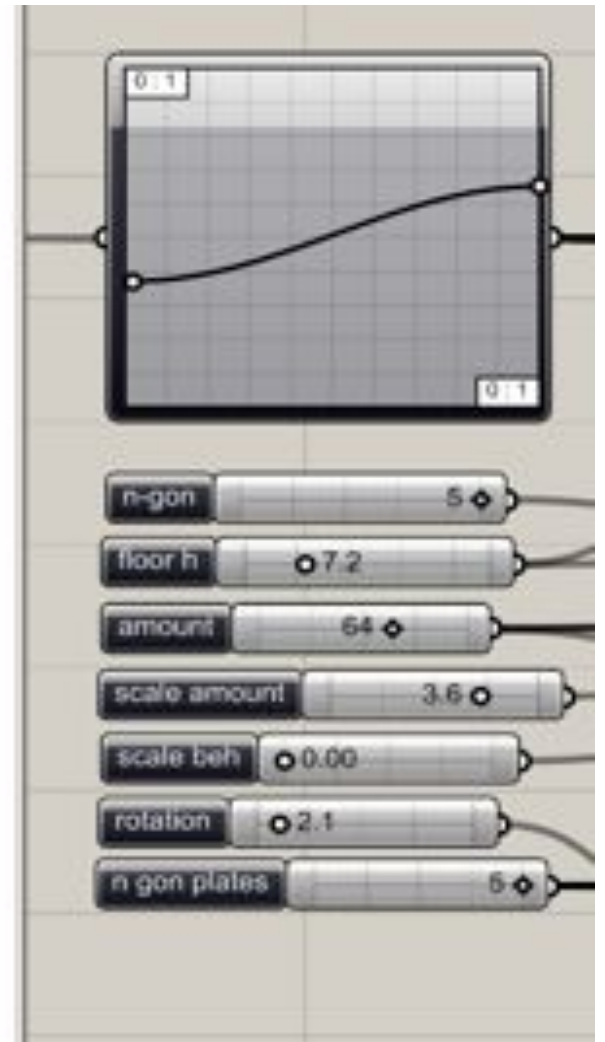 0 : 1
0 : 1
n-gon 5
floor h 7.2
amount 64
scale amount 3.6
scale beh 0.00
rotation 2.1
n gon plates 5